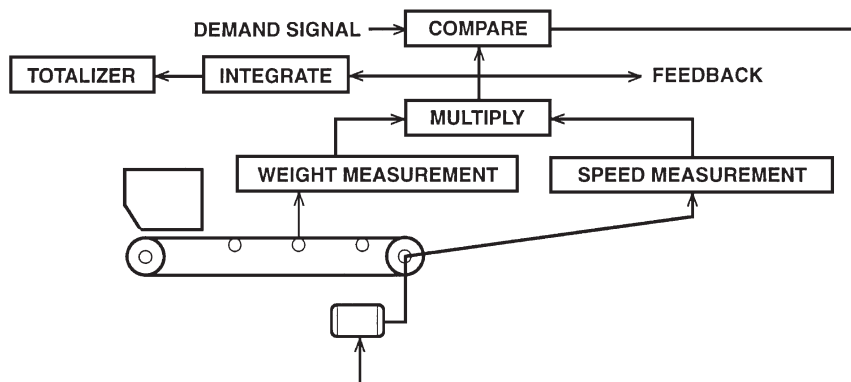 DEMAND SIGNAL
COMPARE
TOTALIZER
INTEGRATE
FEEDBACK
MULTIPLY
WEIGHT MEASUREMENT
SPEED MEASUREMENT